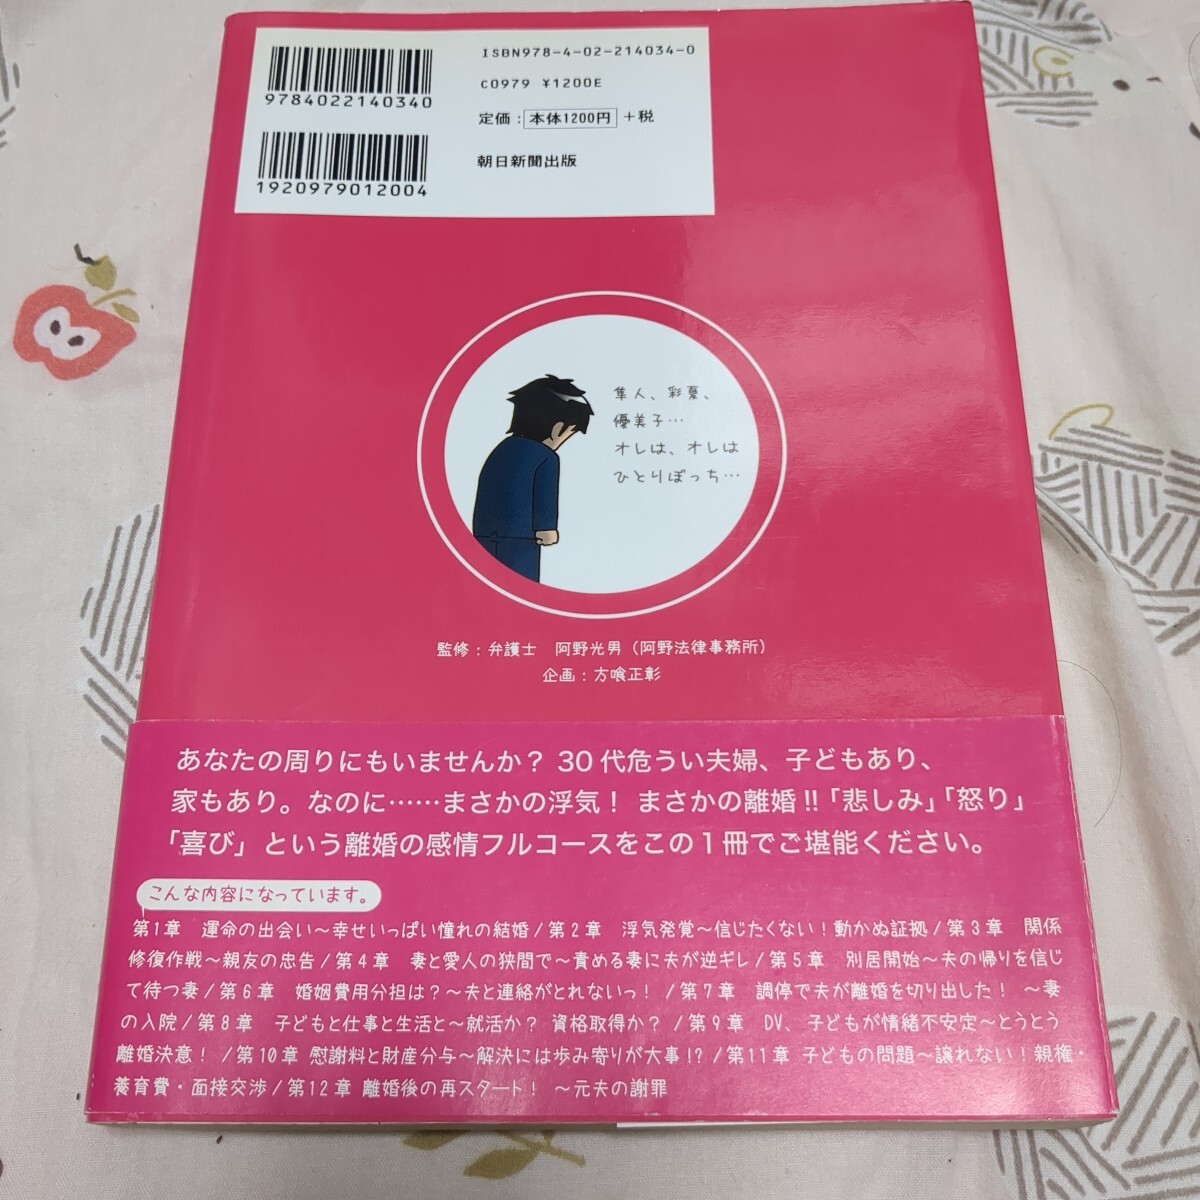 ISBN978-4-02-214034-0
9784022140340
C0979 ¥1200E
定価：本体1200円＋税
1920979012004
朝日新聞出版
隼人、彩夏、
優美子…
オレは、オレは
ひとりぼっち…
監修：弁護士　阿野光男（阿野法律事務所）
企画：方喰正彰
あなたの周りにもいませんか？ 30代危うい夫婦、子どもあり、
家もあり。なのに……まさかの浮気！ まさかの離婚!!「悲しみ」「怒り」
「喜び」という離婚の感情フルコースをこの1冊でご堪能ください。
こんな内容になっています。
第1章　運命の出会い～幸せいっぱい憧れの結婚/第2章　浮気発覚～信じたくない！動かぬ証拠/第3章　関係
修復作戦～親友の忠告/第4章　妻と愛人の狭間で～責める妻に夫が逆ギレ/第5章　別居開始～夫の帰りを信じ
て待つ妻/第6章　婚姻費用分担は？～夫と連絡がとれないっ！ /第7章　調停で夫が離婚を切り出した！ ～妻
の入院/第8章　子どもと仕事と生活と～就活か？ 資格取得か？ /第9章　DV、子どもが情緒不安定～とうとう
離婚決意！ /第10章 慰謝料と財産分与～解決には歩み寄りが大事!?/第11章 子どもの問題～譲れない！親権・
養育費・面接交渉/第12章 離婚後の再スタート！ ～元夫の謝罪